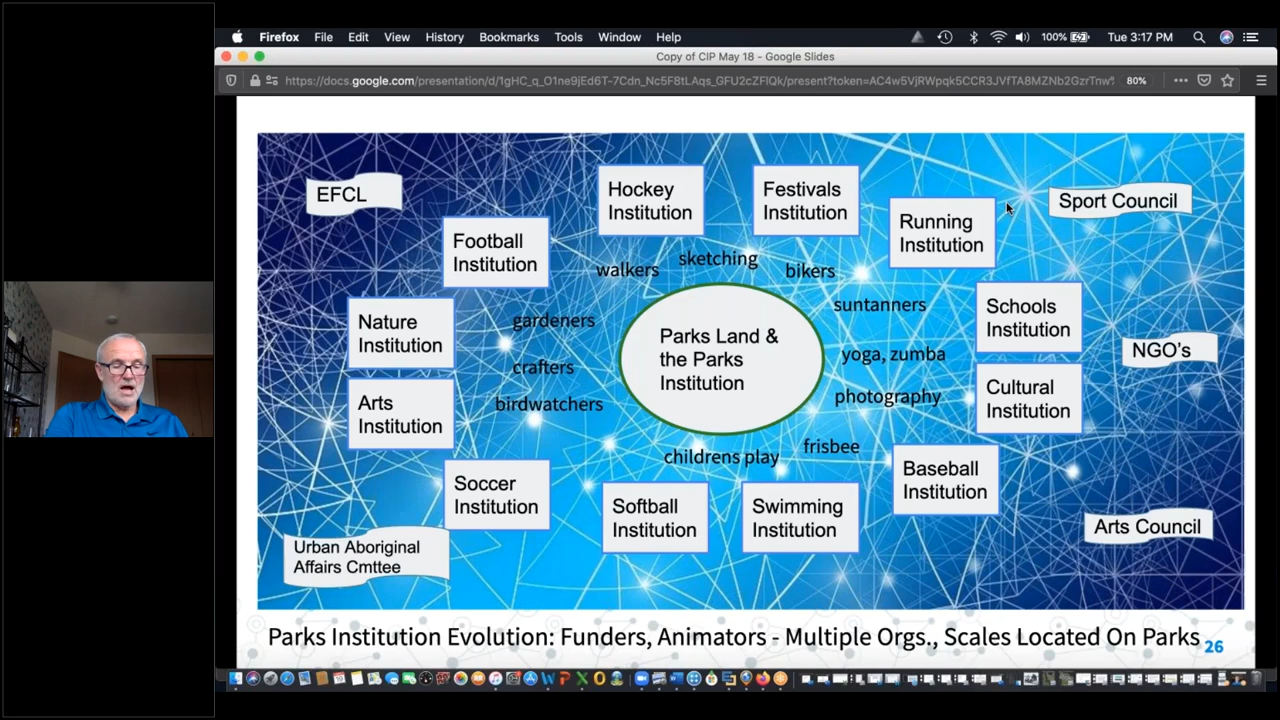 Firefox File Edit View History Bookmarks Tools Window Help 100% Tue 3:17 PM
Copy of CIP May 18 - Google Slides
80%
EFCL
Hockey
Institution
Festivals
Institution
Sport Council
Running
Institution
Football
Institution
walkers
sketching
bikers
suntanners
Nature
Institution
gardeners
Parks Land &
the Parks
Institution
Schools
Institution
NGO's
yoga, zumba
crafters
photography
Cultural
Institution
Arts
Institution
birdwatchers
childrens play
frisbee
Baseball
Institution
Soccer
Institution
Softball
Institution
Swimming
Institution
Arts Council
Urban Aboriginal
Affairs Cmttee
Parks Institution Evolution: Funders, Animators - Multiple Orgs., Scales Located On Parks 26